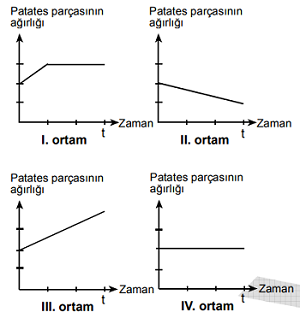 Patates parçasının
ağırlığı
Zaman
t
I. ortam
Patates parçasının
ağırlığı
Zaman
t
II. ortam
Patates parçasının
ağırlığı
Zaman
t
III. ortam
Patates parçasının
ağırlığı
Zaman
t
IV. ortam